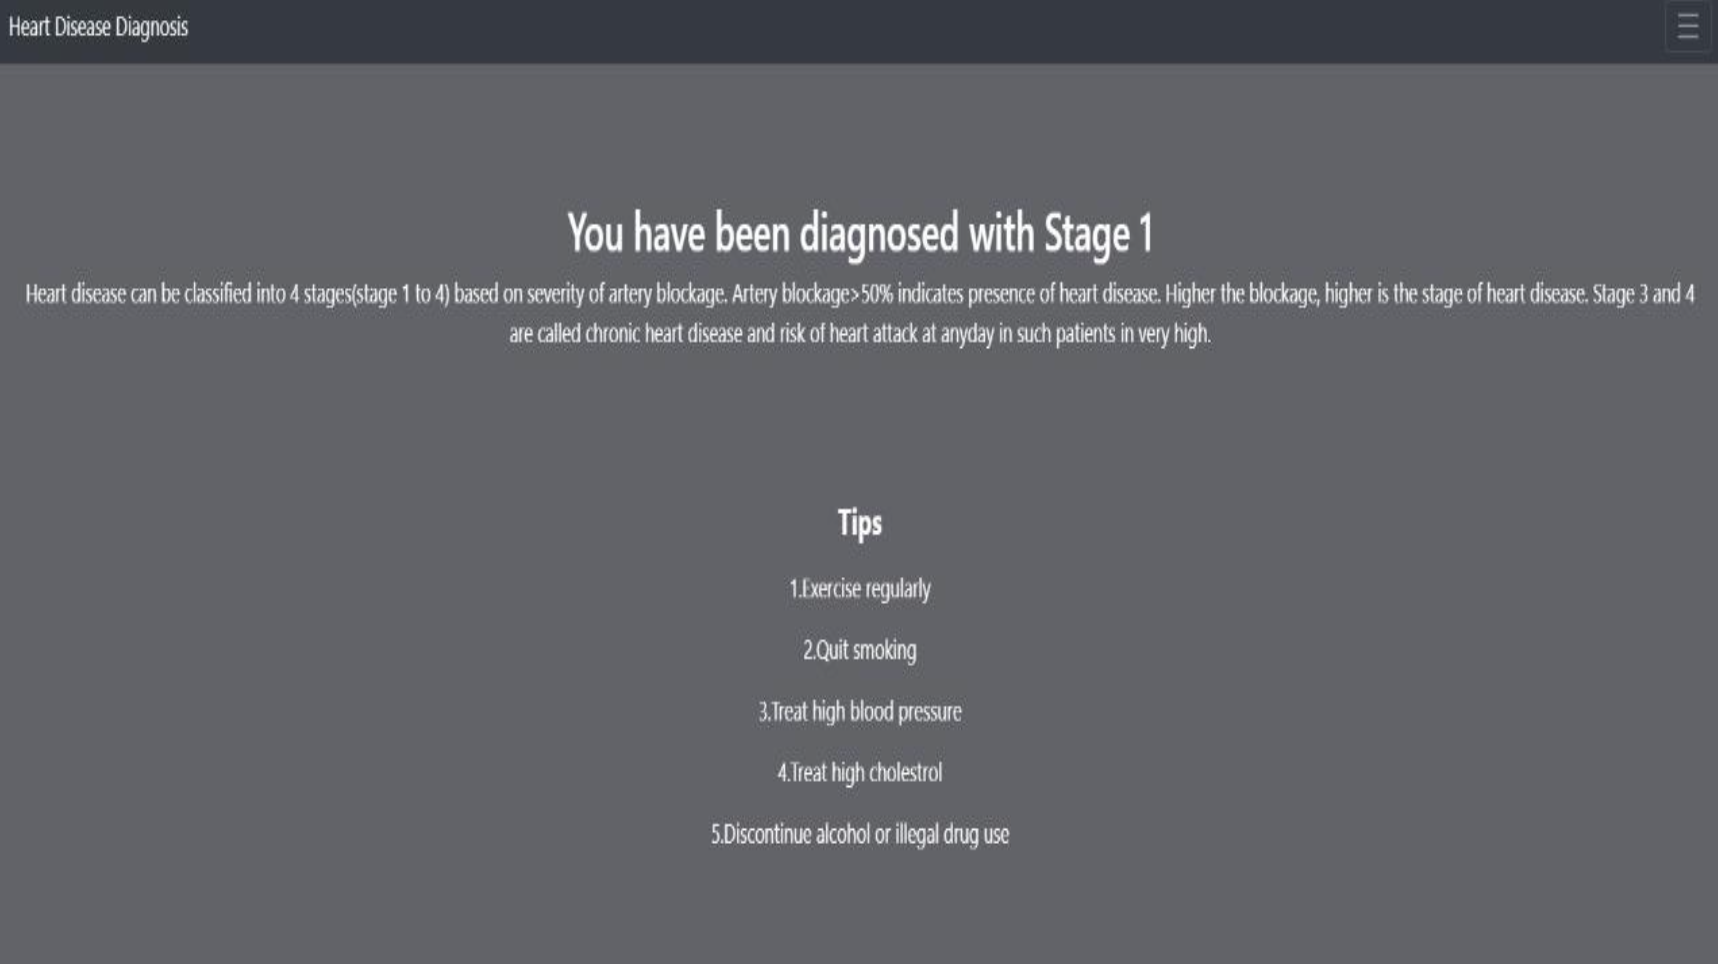 Heart Disease Diagnosis
You have been diagnosed with Stage 1
Heart disease can be classified into 4 stages(stage 1 to 4) based on severity of artery blockage. Artery blockage>50% indicates presence of heart disease. Higher the blockage, higher is the stage of heart disease. Stage 3 and 4
are called chronic heart disease and risk of heart attack at anyday in such patients in very high.
Tips
1.Exercise regularly
2.Quit smoking
3.Treat high blood pressure
4.Treat high cholestrol
5.Discontinue alcohol or illegal drug use